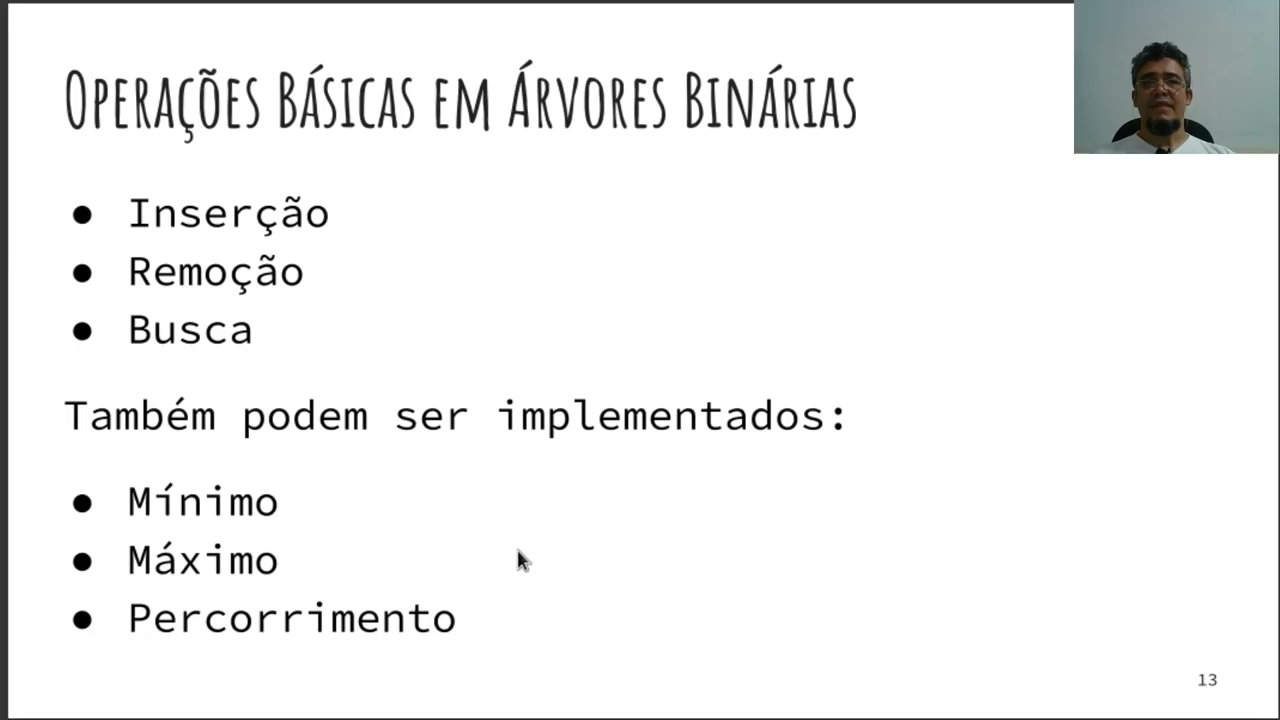 Operações Básicas em Árvores Binárias
● Inserção
● Remoção
● Busca
Também podem ser implementados:
● Mínimo
● Máximo
● Percorrimento
13